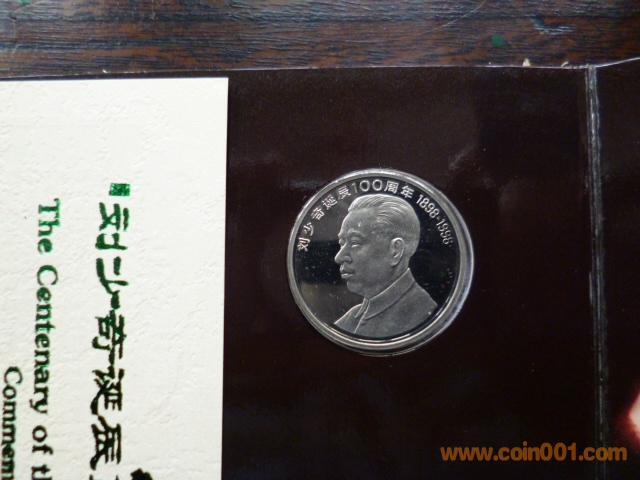 刘少奇诞辰100周年 1898-1998
刘少奇诞辰
The Centenary of th
Commem
www.coin001.com